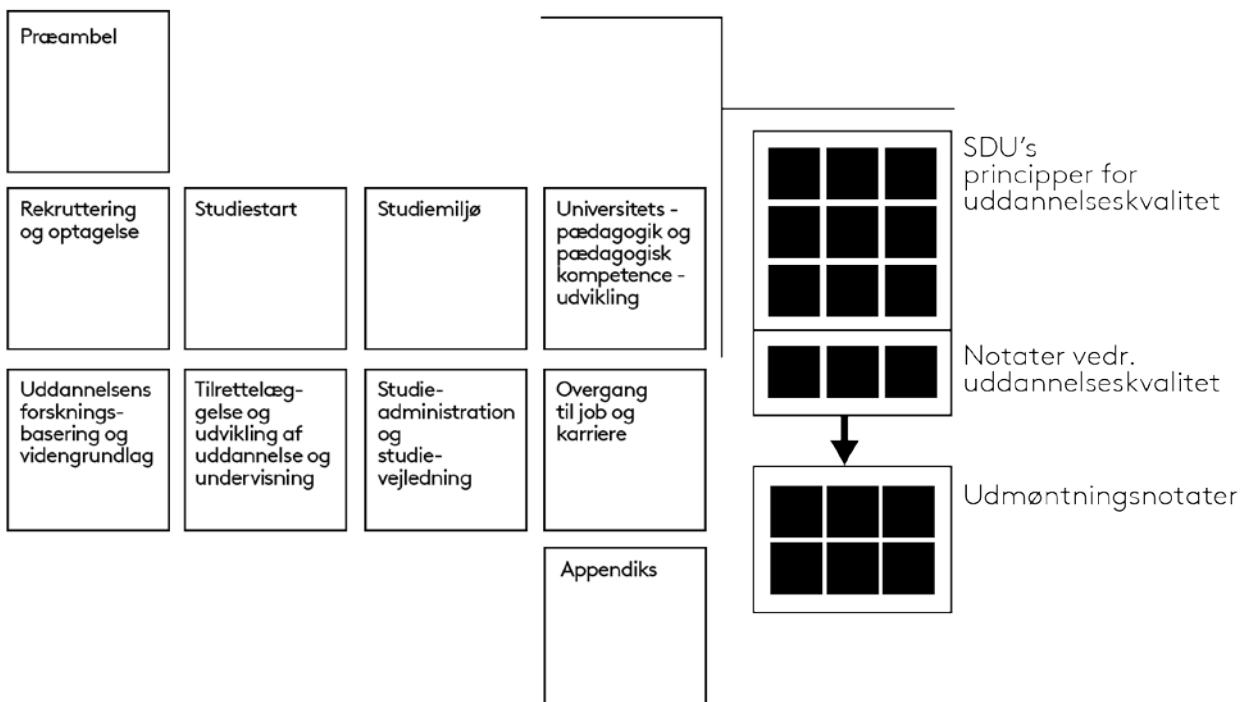 Præambel
Rekruttering
og optagelse
Studiestart
Studiemiljø
Universitets -
pædagogik og
pædagogisk
kompetence -
udvikling
Uddannelsens
forsknings-
basering og
videngrundlag
Tilrettelæg-
gelse og
udvikling af
uddannelse og
undervisning
Studie-
administration
og
studie-
vejledning
Overgang
til job og
karriere
Appendiks
SDU's
principper for
uddannelseskvalitet
Notater vedr.
uddannelseskvalitet
Udmøntningsnotater